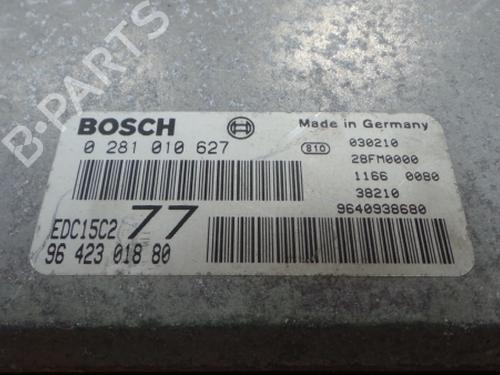 B-PARTS
BOSCH
Made in Germany
0 281 010 627
810
030210
28FM0000
1166 0080
38210
9640938680
EDC15C2 77
96 423 018 80